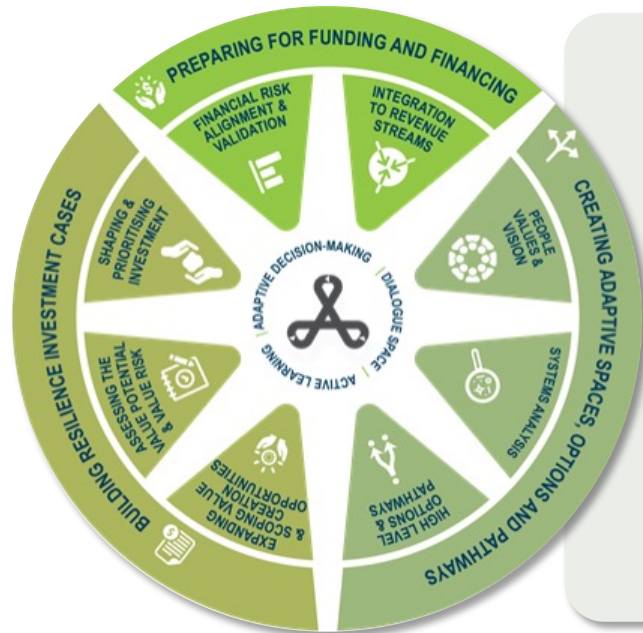 PREPARING FOR FUNDING AND FINANCING
FINANCIAL RISK
ALIGNMENT &
VALIDATION
INTEGRATION
TO REVENUE
STREAMS
CREATING ADAPTIVE SPACES, OPTIONS AND PATHWAYS
PEOPLE
VALUES &
VISION
SYSTEMS ANALYSIS
HIGH LEVEL
OPTIONS &
PATHWAYS
BUILDING RESILIENCE INVESTMENT CASES
EXPANDING
& SCOPING VALUE
CREATION
OPPORTUNITIES
ASSESSING THE
VALUE POTENTIAL
& VALUE RISK
SHAPING &
PRIORITISING
INVESTMENT
ADAPTIVE DECISION-MAKING | DIALOGUE SPACE | ACTIVE LEARNING |